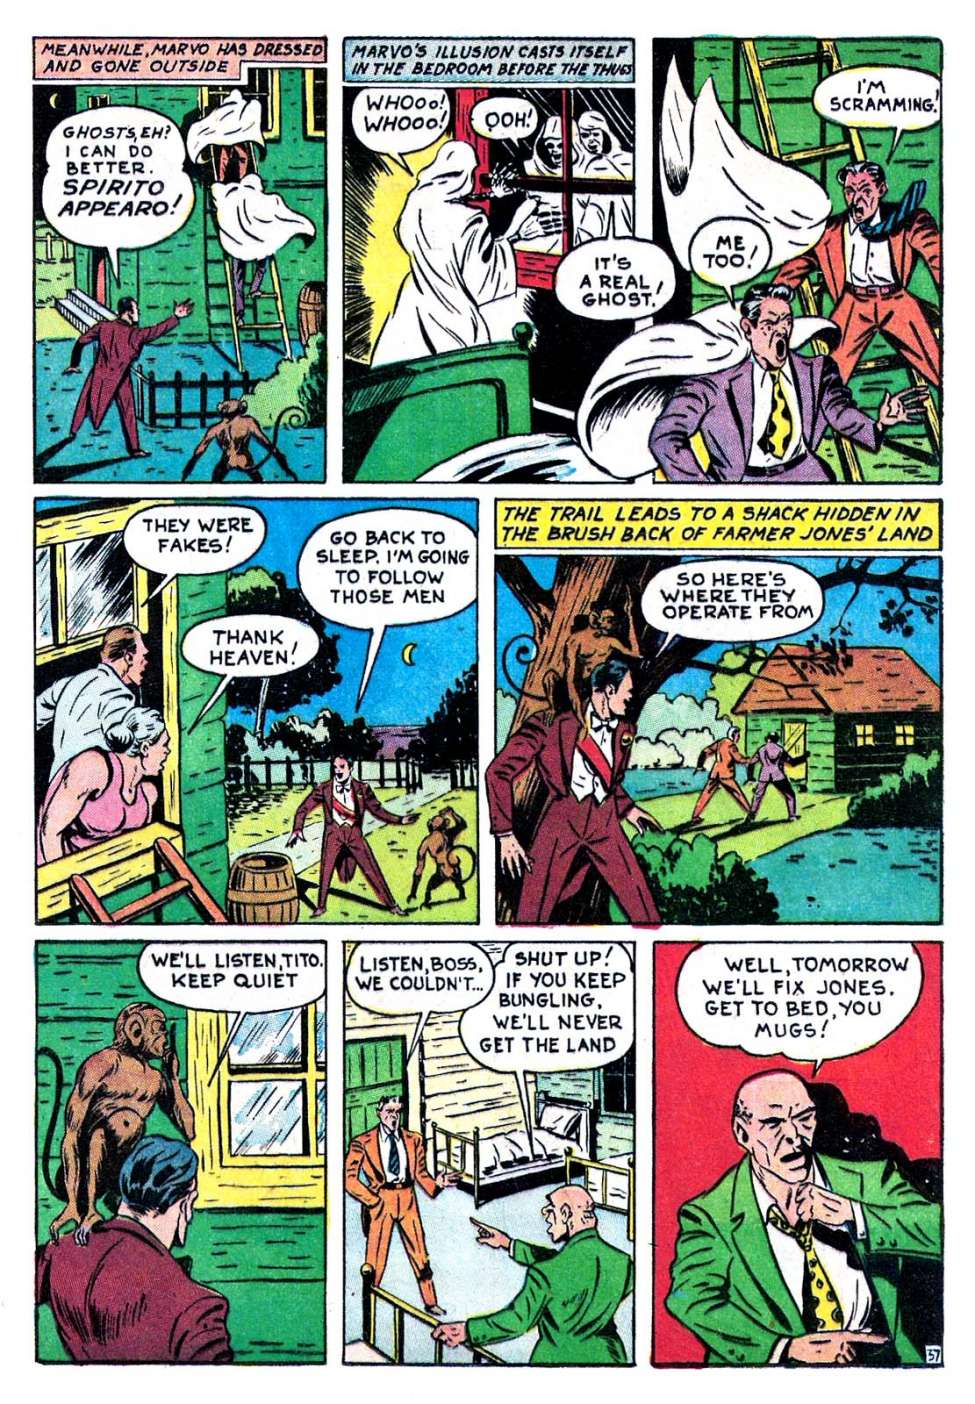 MEANWHILE, MARVO HAS DRESSED
AND GONE OUTSIDE
GHOSTS, EH?
I CAN DO
BETTER.
SPIRITO
APPEARO!
MARVO'S ILLUSION CASTS ITSELF
IN THE BEDROOM BEFORE THE THUGS
WHOOO!
WHOOO!
OOH!
IT'S
A REAL
GHOST!
I'M
SCRAMMING!
ME
TOO!
THEY WERE
FAKES!
THANK
HEAVEN!
GO BACK TO
SLEEP. I'M GOING
TO FOLLOW
THOSE MEN
THE TRAIL LEADS TO A SHACK HIDDEN IN
THE BRUSH BACK OF FARMER JONES' LAND
SO HERE'S
WHERE THEY
OPERATE FROM
WE'LL LISTEN, TITO.
KEEP QUIET
LISTEN, BOSS,
WE COULDN'T...
SHUT UP!
IF YOU KEEP
BUNGLING,
WE'LL NEVER
GET THE LAND
WELL, TOMORROW
WE'LL FIX JONES.
GET TO BED, YOU
MUGS!
37